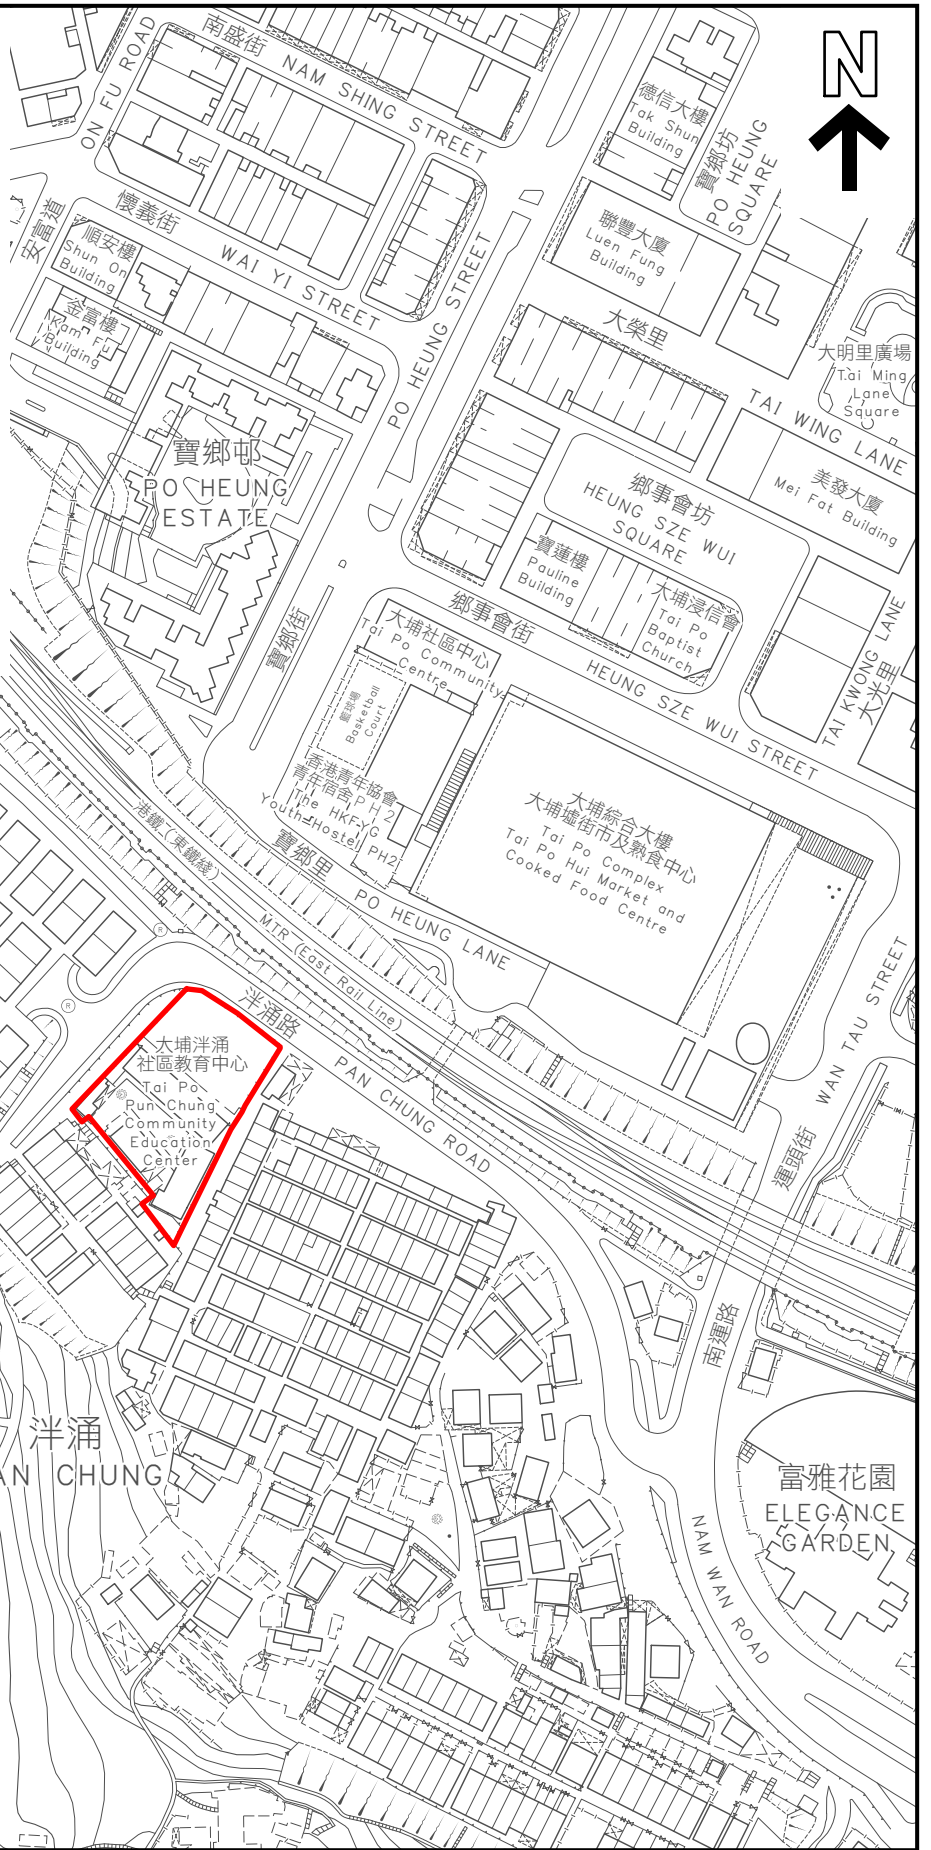 南盛街
NAM SHING STREET
ON FU ROAD
安富道
N
德信大樓
Tak Shun
Building
寶鄉坊
PO HEUNG
SQUARE
懷義街
WAI YI STREET
順安樓
Shun On
Building
金富樓
Kam Fu
Building
聯豐大廈
Luen Fung
Building
PO HEUNG STREET
大榮里
TAI WING LANE
大明里廣場
Tai Ming
Lane
Square
寶鄉邨
PO HEUNG
ESTATE
美發大廈
Mei Fat Building
鄉事會坊
HEUNG SZE WUI
SQUARE
寶蓮樓
Pauline
Building
大埔浸信會
Tai Po
Baptist
Church
鄉事會街
HEUNG SZE WUI STREET
TAI KWONG LANE
大光里
寶鄉街
大埔社區中心
Tai Po Community
Centre
籃球場
Basketball
Court
香港青年協會
青年宿舍PH2
The HKFYG
Youth Hostel PH2
大埔綜合大樓
大埔墟街市及熟食中心
Tai Po Complex
Tai Po Hui Market and
Cooked Food Centre
寶鄉里
PO HEUNG LANE
港鐵(東鐵綫)
MTR (East Rail Line)
R
R
泮涌路
PAN CHUNG ROAD
大埔泮涌
社區教育中心
Tai Po
Pun Chung
Community
Education
Center
WAN TAU STREET
運頭街
南運路
NAM WAN ROAD
泮涌
AN CHUNG
富雅花園
ELEGANCE
GARDEN